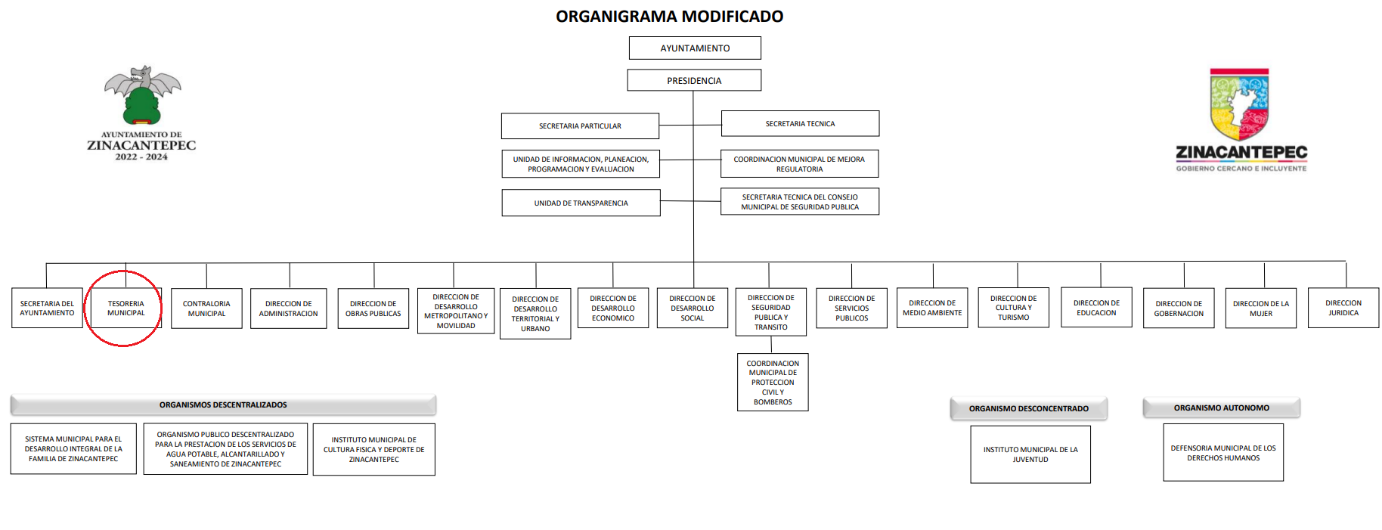 ORGANIGRAMA MODIFICADO
AYUNTAMIENTO
PRESIDENCIA
AYUNTAMIENTO DE
ZINACANTEPEC
2022 - 2024
ZINACANTEPEC
GOBIERNO CERCANO E INCLUYENTE
SECRETARIA PARTICULAR
SECRETARIA TECNICA
UNIDAD DE INFORMACION, PLANEACION,
PROGRAMACION Y EVALUACION
COORDINACION MUNICIPAL DE MEJORA
REGULATORIA
UNIDAD DE TRANSPARENCIA
SECRETARIA TECNICA DEL CONSEJO
MUNICIPAL DE SEGURIDAD PUBLICA
SECRETARIA DEL
AYUNTAMIENTO
TESORERIA
MUNICIPAL
CONTRALORIA
MUNICIPAL
DIRECCION DE
ADMINISTRACION
DIRECCION DE
OBRAS PUBLICAS
DIRECCION DE
DESARROLLO
METROPOLITANO Y
MOVILIDAD
DIRECCION DE
DESARROLLO
TERRITORIAL Y
URBANO
DIRECCION DE
DESARROLLO
ECONOMICO
DIRECCION DE
DESARROLLO
SOCIAL
DIRECCION DE
SEGURIDAD
PUBLICA Y
TRANSITO
DIRECCION DE
SERVICIOS
PUBLICOS
DIRECCION DE
MEDIO AMBIENTE
DIRECCION DE
CULTURA Y
TURISMO
DIRECCION DE
EDUCACION
DIRECCION DE
GOBERNACION
DIRECCION DE LA
MUJER
DIRECCION
JURIDICA
COORDINACION
MUNICIPAL DE
PROTECCION
CIVIL Y
BOMBEROS
ORGANISMOS DESCENTRALIZADOS
SISTEMA MUNICIPAL PARA EL
DESARROLLO INTEGRAL DE LA
FAMILIA DE ZINACANTEPEC
ORGANISMO PUBLICO DESCENTRALIZADO
PARA LA PRESTACION DE LOS SERVICIOS DE
AGUA POTABLE, ALCANTARILLADO Y
SANEAMIENTO DE ZINACANTEPEC
INSTITUTO MUNICIPAL DE
CULTURA FISICA Y DEPORTE DE
ZINACANTEPEC
ORGANISMO DESCONCENTRADO
INSTITUTO MUNICIPAL DE LA
JUVENTUD
ORGANISMO AUTONOMO
DEFENSORIA MUNICIPAL DE LOS
DERECHOS HUMANOS